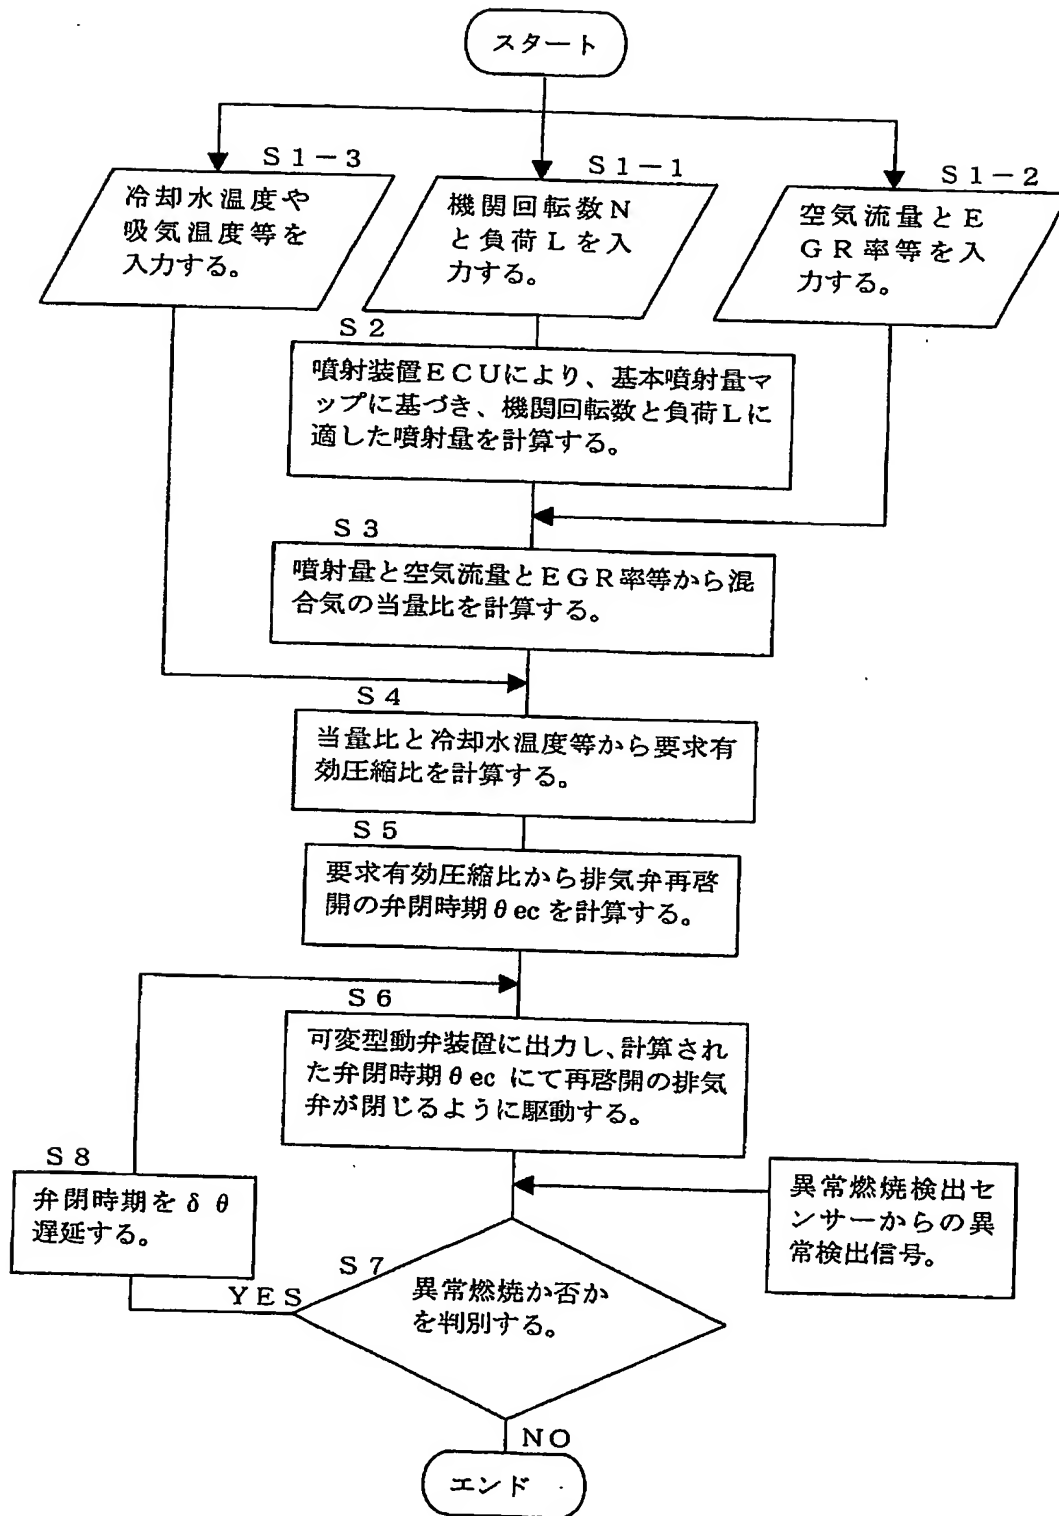 スタート
S1-3
冷却水温度や
吸気温度等を
入力する。
S1-1
機関回転数N
と負荷Lを入
力する。
S1-2
空気流量とE
GR率等を入
力する。
S2
噴射装置ECUにより、基本噴射量マ
ップに基づき、機関回転数と負荷Lに
適した噴射量を計算する。
S3
噴射量と空気流量とEGR率等から混
合気の当量比を計算する。
S4
当量比と冷却水温度等から要求有
効圧縮比を計算する。
S5
要求有効圧縮比から排気弁再啓
開の弁閉時期θecを計算する。
S6
可変型動弁装置に出力し、計算され
た弁閉時期θecにて再啓開の排気
弁が閉じるように駆動する。
S8
弁閉時期をδθ
遅延する。
異常燃焼検出セ
ンサーからの異
常検出信号。
S7
YES
異常燃焼か否か
を判別する。
NO
エンド